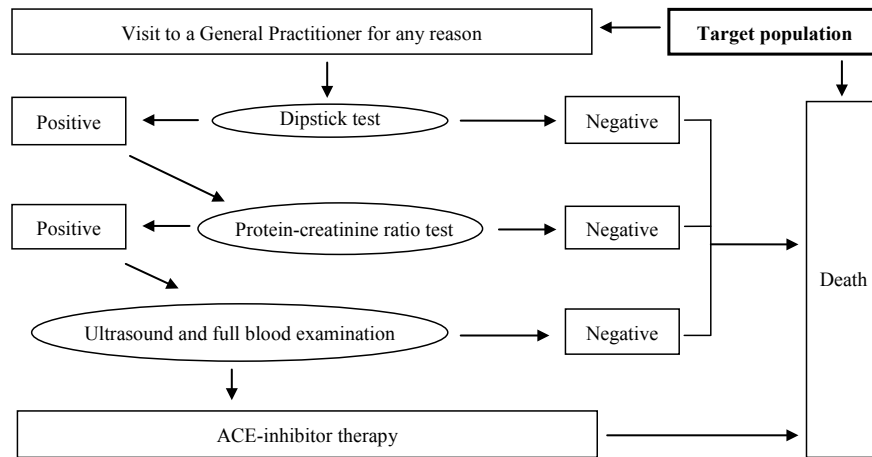 Visit to a General Practitioner for any reason
Target population
Positive
Dipstick test
Negative
Positive
Protein-creatinine ratio test
Negative
Death
Ultrasound and full blood examination
Negative
ACE-inhibitor therapy